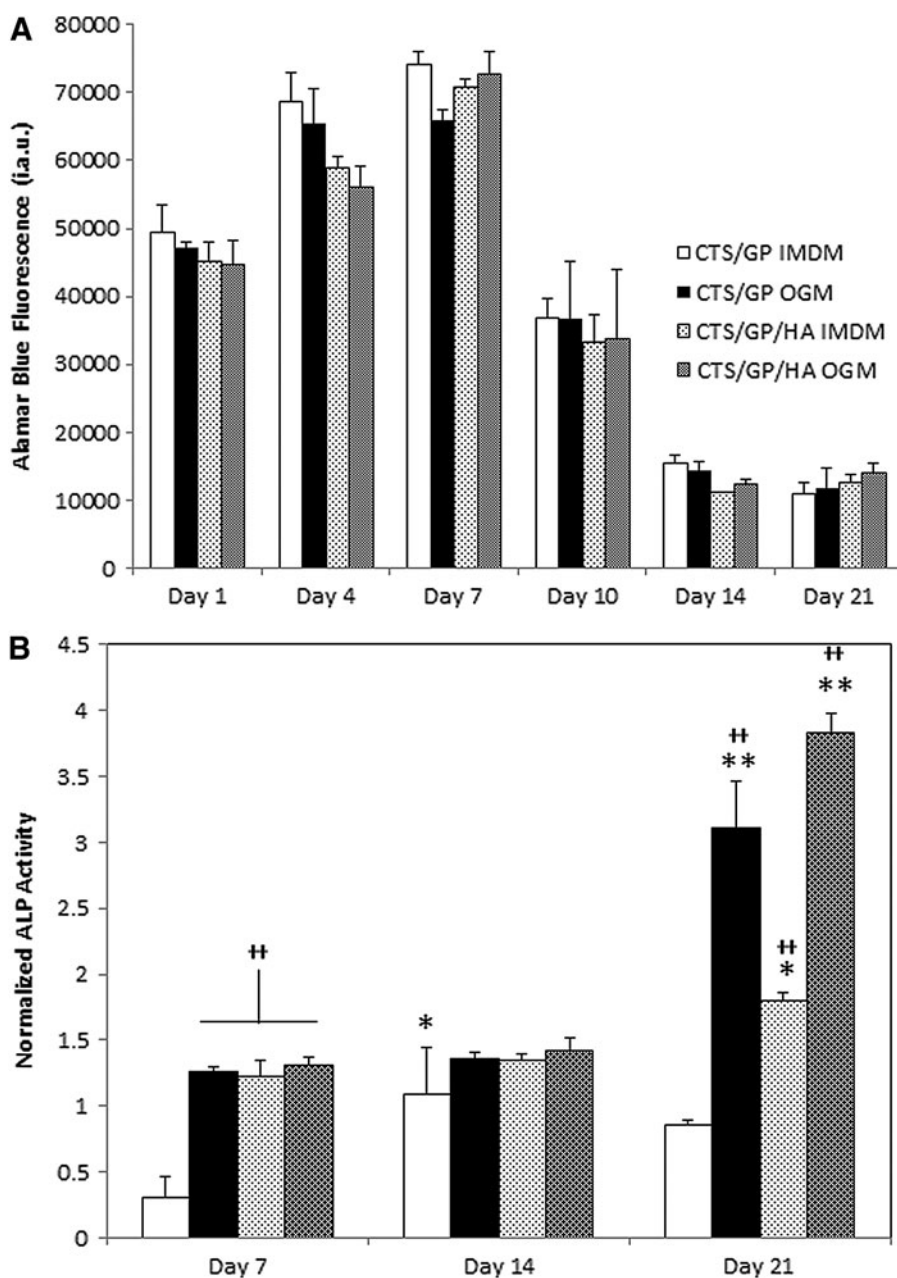 A
80000
70000
60000
50000
40000
30000
20000
10000
0
Alamar Blue Fluorescence (i.a.u.)
CTS/GP IMDM
CTS/GP OGM
CTS/GP/HA IMDM
CTS/GP/HA OGM
Day 1 Day 4 Day 7 Day 10 Day 14 Day 21
B
4.5
4
3.5
3
2.5
2
1.5
1
0.5
0
Normalized ALP Activity
ǂǂ
**
ǂǂ
**
ǂǂ
*
ǂǂ
*
Day 7 Day 14 Day 21